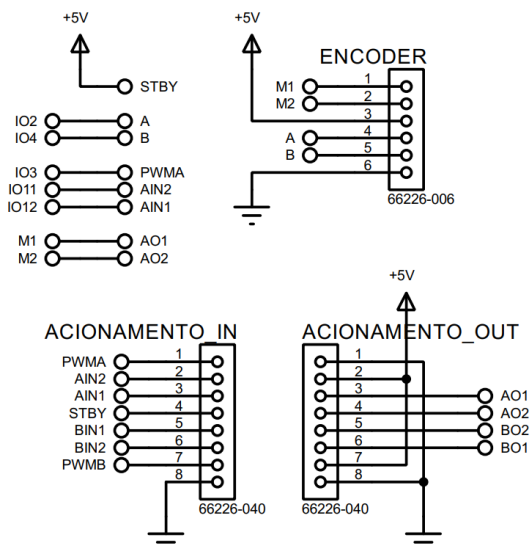 +5V
STBY
IO2 A
IO4 B
IO3 PWMA
IO11 AIN2
IO12 AIN1
M1 AO1
M2 AO2
+5V
ENCODER
M1 1
M2 2
3
A 4
B 5
6
66226-006
ACIONAMENTO_IN
PWMA 1
AIN2 2
AIN1 3
STBY 4
BIN1 5
BIN2 6
PWMB 7
8
66226-040
+5V
ACIONAMENTO_OUT
1
2
3 AO1
4 AO2
5 BO2
6 BO1
7
8
66226-040